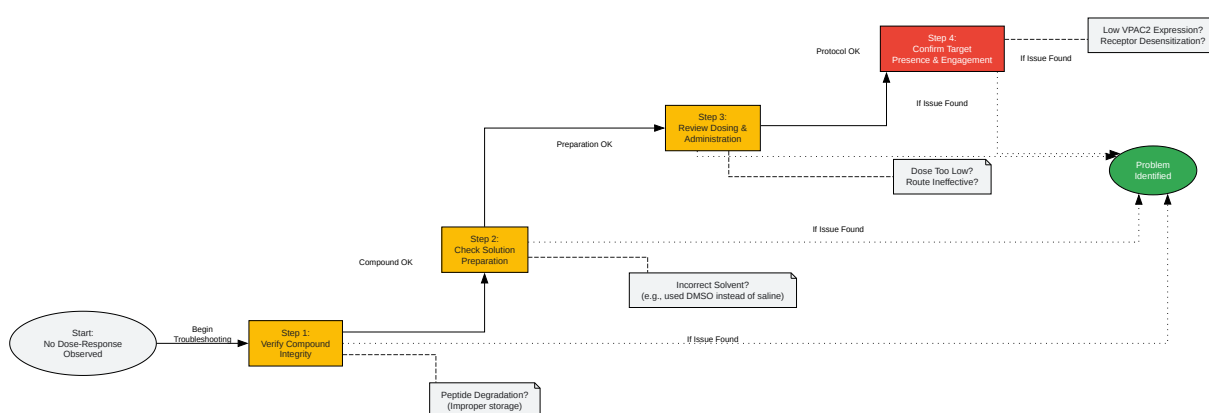 Start:
No Dose-Response
Observed
Begin
Troubleshooting
Step 1:
Verify Compound
Integrity
Peptide Degradation?
(Improper storage)
If Issue Found
Compound OK
Step 2:
Check Solution
Preparation
Incorrect Solvent?
(e.g., used DMSO instead of saline)
If Issue Found
Preparation OK
Step 3:
Review Dosing &
Administration
Dose Too Low?
Route Ineffective?
If Issue Found
Protocol OK
Step 4:
Confirm Target
Presence & Engagement
Low VPAC2 Expression?
Receptor Desensitization?
If Issue Found
Problem
Identified